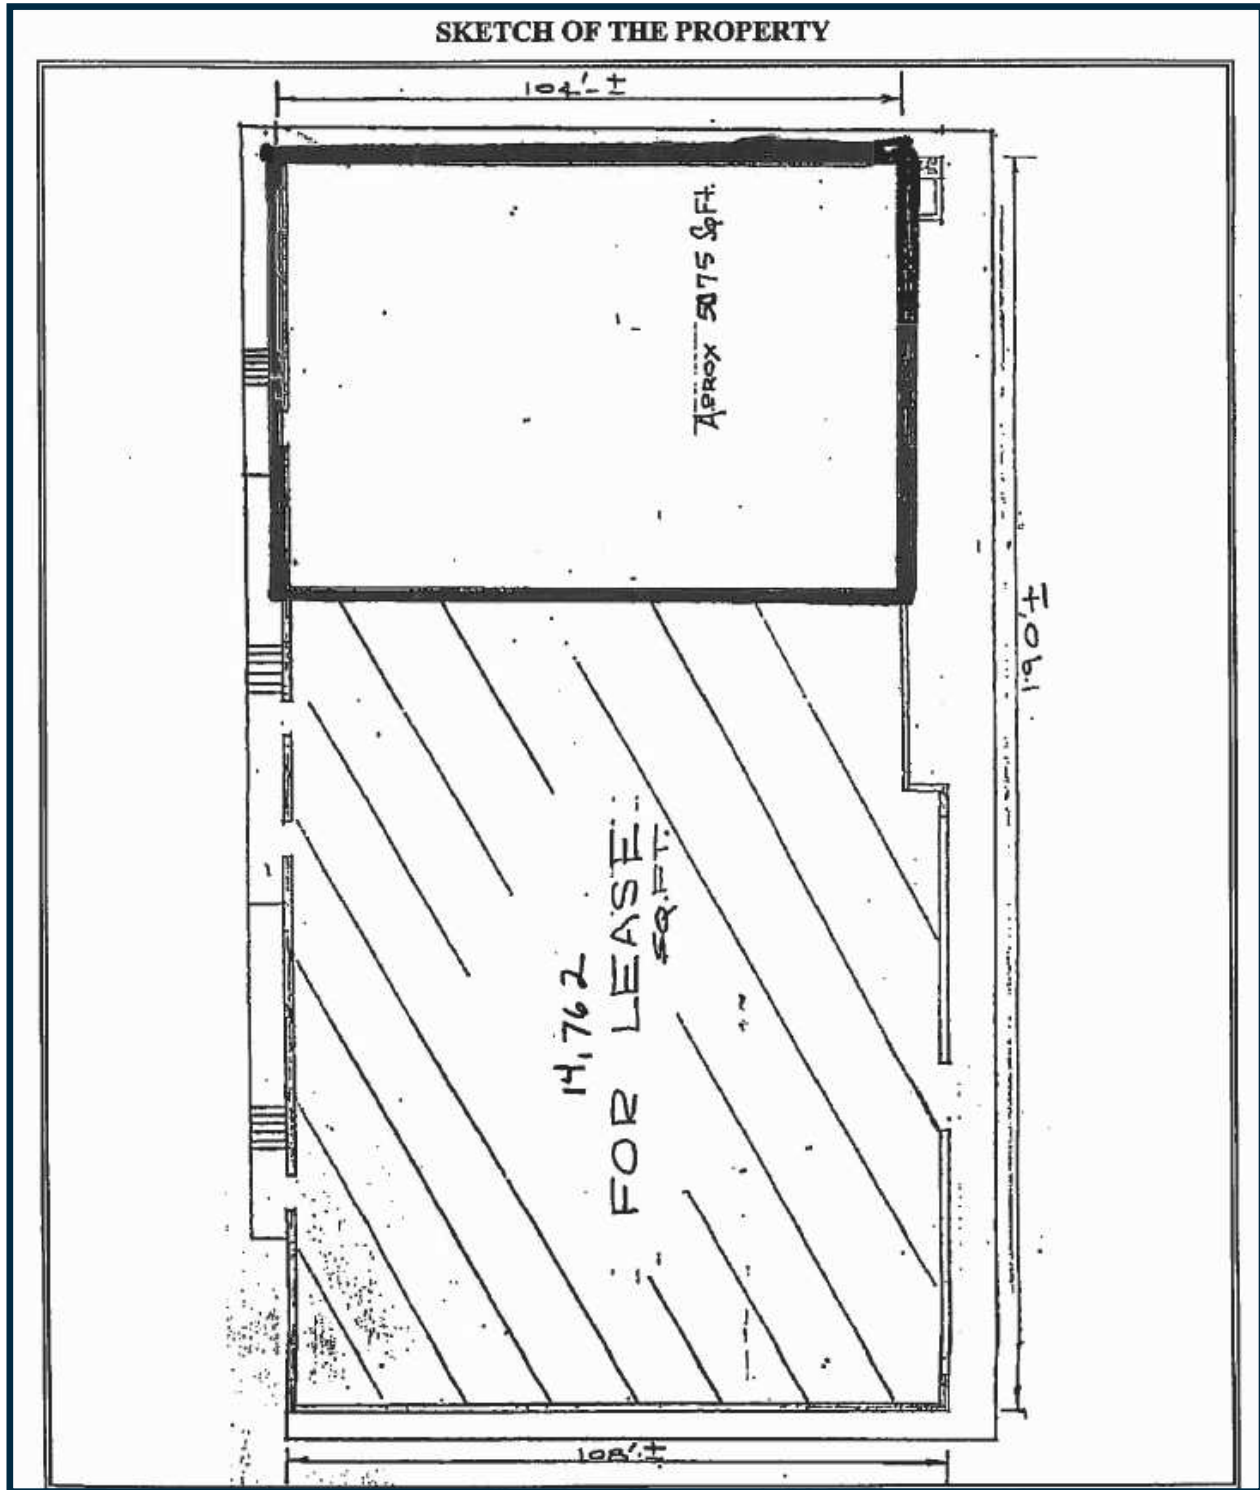 SKETCH OF THE PROPERTY
104'-±
Aprox 5075 Sq Ft.
190'±
14,762
FOR LEASE
SQ.FT.
108'±